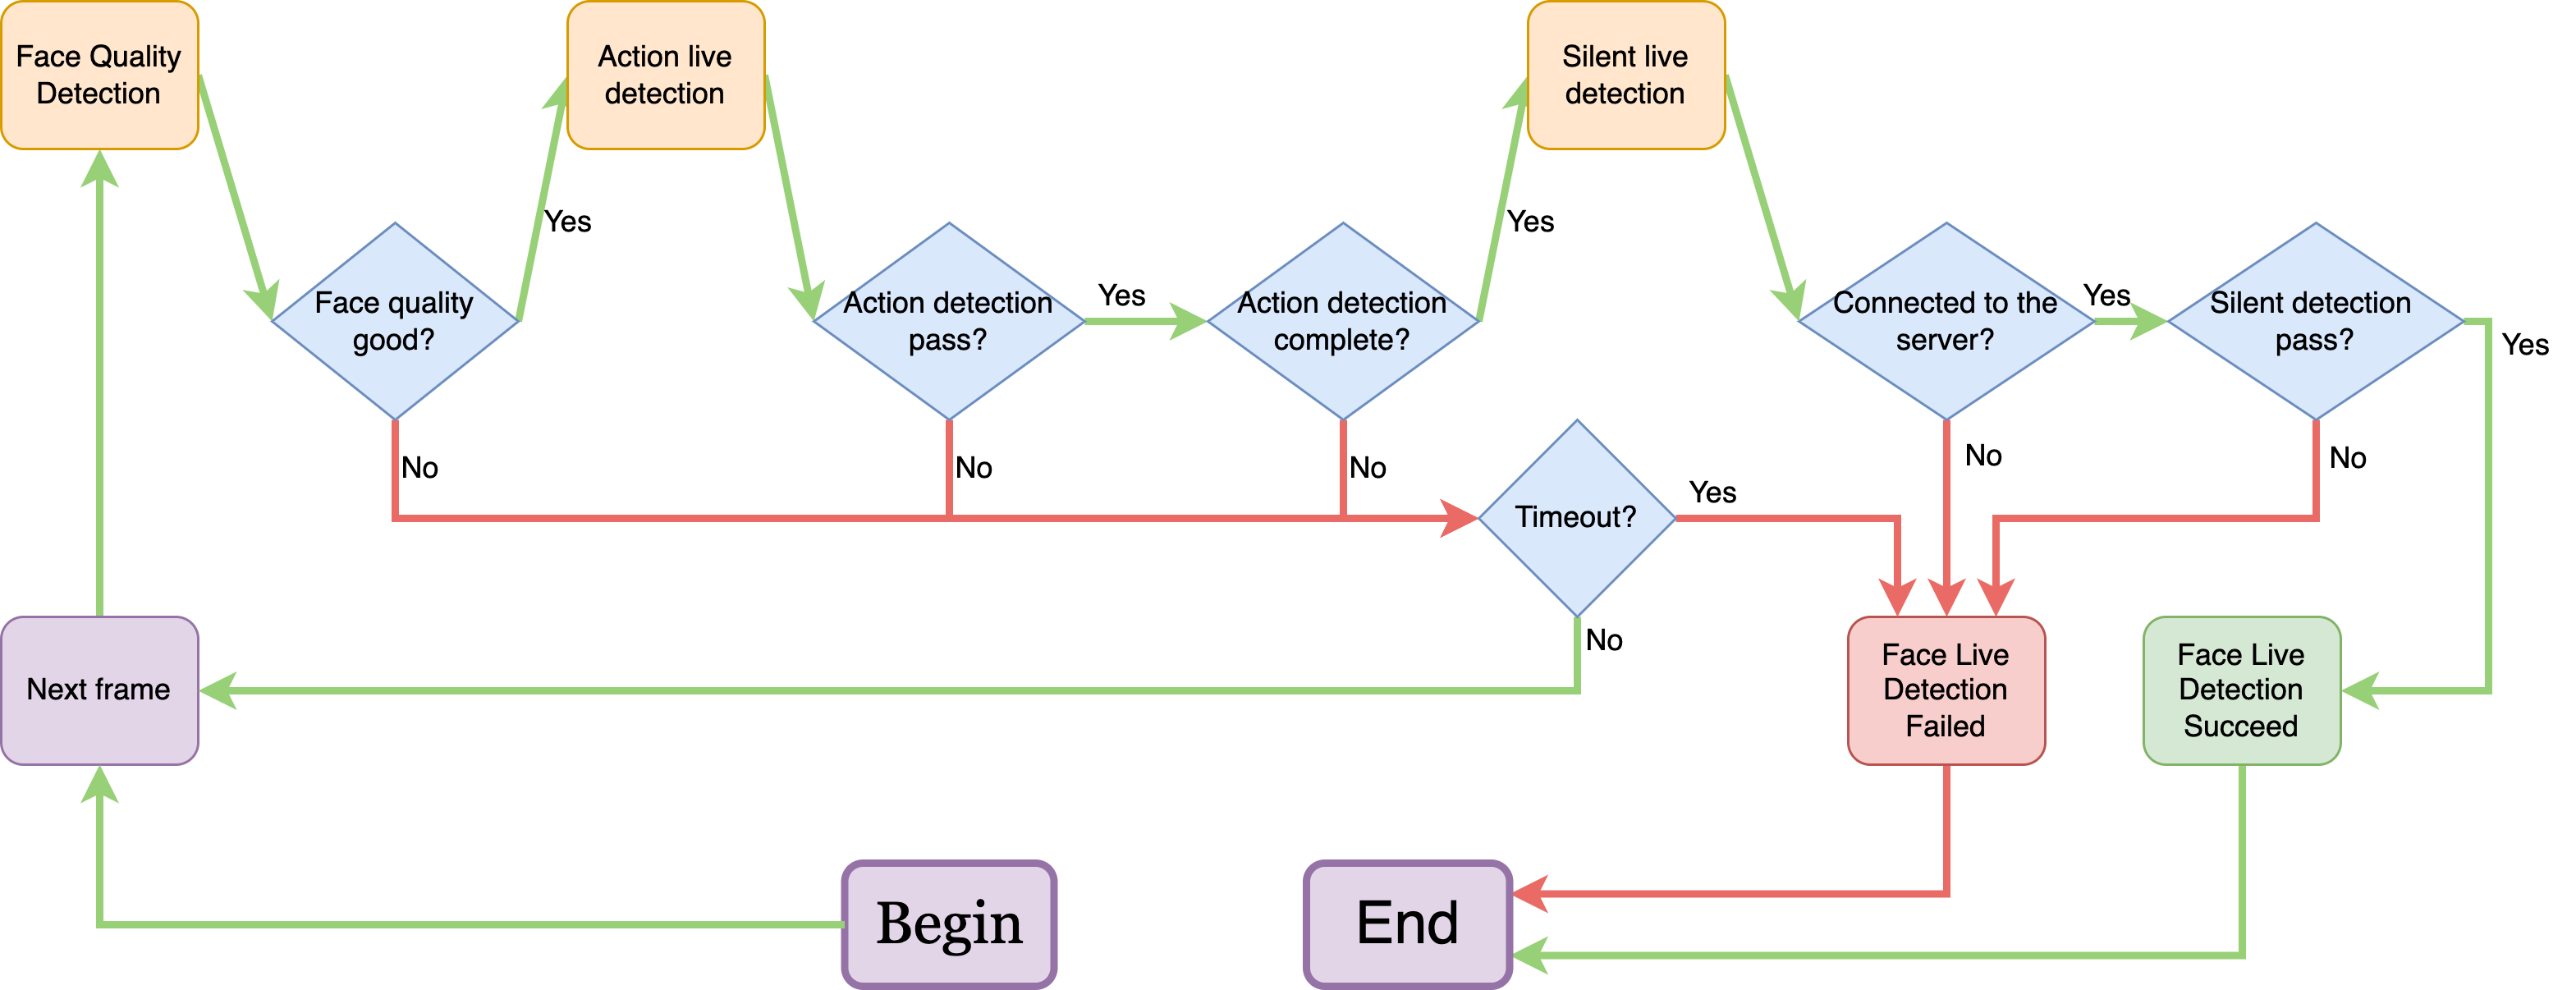 Face Quality
Detection
Action live
detection
Silent live
detection
Yes
Yes
Face quality
good?
Action detection
pass?
Yes
Action detection
complete?
Connected to the
server?
Yes
Silent detection
pass?
Yes
No
No
No
No
No
Timeout?
Yes
No
Next frame
Face Live
Detection
Failed
Face Live
Detection
Succeed
Begin
End